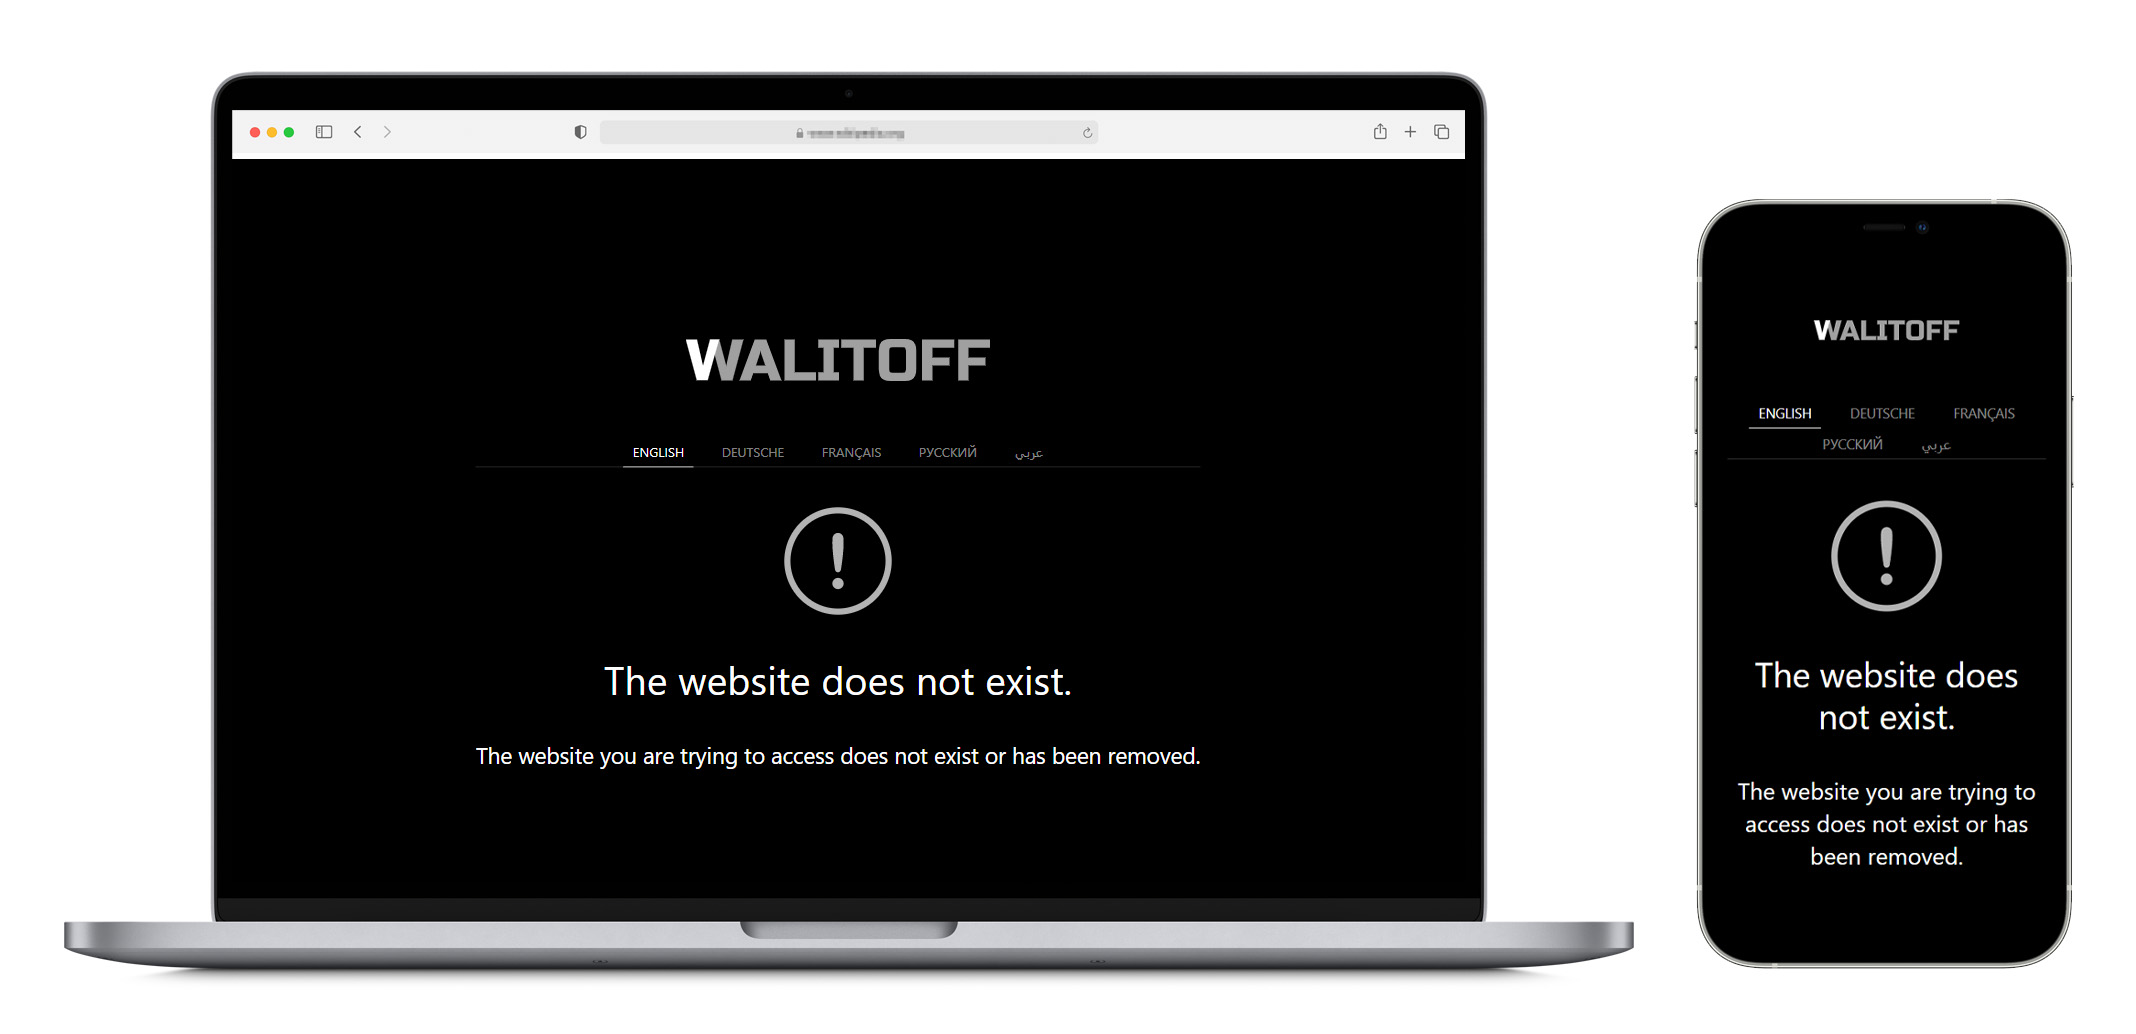 WALITOFF
ENGLISH DEUTSCHE FRANÇAIS РУССКИЙ عربي
The website does not exist.
The website you are trying to access does not exist or has been removed.
WALITOFF
ENGLISH DEUTSCHE FRANÇAIS
РУССКИЙ عربي
The website does
not exist.
The website you are trying to
access does not exist or has
been removed.